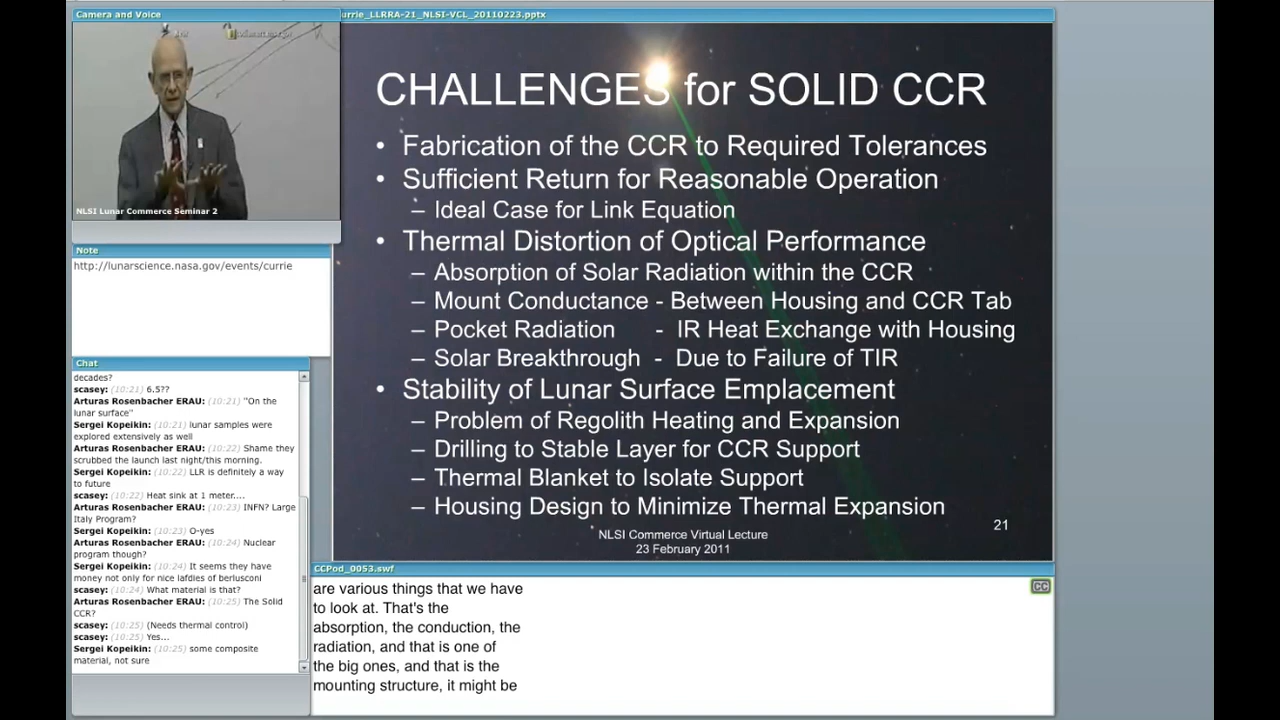 Camera and Voice
NLSI Lunar Commerce Seminar 2
Note
http://lunarscience.nasa.gov/events/currie
Chat
decades?
scasey: (10:21) 6.5??
Arturas Rosenbacher ERAU: (10:21) "On the
lunar surface"
Sergei Kopeikin: (10:21) lunar samples were
explored extensively as well
Arturas Rosenbacher ERAU: (10:22) Shame they
scrubbed the launch last night/this morning.
Sergei Kopeikin: (10:22) LLR is definitely a way
to future
scasey: (10:22) Heat sink at 1 meter....
Arturas Rosenbacher ERAU: (10:23) INFN? Large
Italy Program?
Sergei Kopeikin: (10:23) O-yes
Arturas Rosenbacher ERAU: (10:24) Nuclear
program though?
Sergei Kopeikin: (10:24) It seems they have
money not only for nice lafdies of berlusconi
scasey: (10:24) What material is that?
Arturas Rosenbacher ERAU: (10:25) The Solid
CCR?
scasey: (10:25) (Needs thermal control)
scasey: (10:25) Yes...
Sergei Kopeikin: (10:25) some composite
material, not sure
urrie_LLRRA-21_NLSI-VCL_20110223.pptx
CHALLENGES for SOLID CCR
• Fabrication of the CCR to Required Tolerances
• Sufficient Return for Reasonable Operation
– Ideal Case for Link Equation
• Thermal Distortion of Optical Performance
– Absorption of Solar Radiation within the CCR
– Mount Conductance - Between Housing and CCR Tab
– Pocket Radiation - IR Heat Exchange with Housing
– Solar Breakthrough - Due to Failure of TIR
• Stability of Lunar Surface Emplacement
– Problem of Regolith Heating and Expansion
– Drilling to Stable Layer for CCR Support
– Thermal Blanket to Isolate Support
– Housing Design to Minimize Thermal Expansion
NLSI Commerce Virtual Lecture
23 February 2011
21
CCPod_0053.swf
CC
are various things that we have
to look at. That's the
absorption, the conduction, the
radiation, and that is one of
the big ones, and that is the
mounting structure, it might be